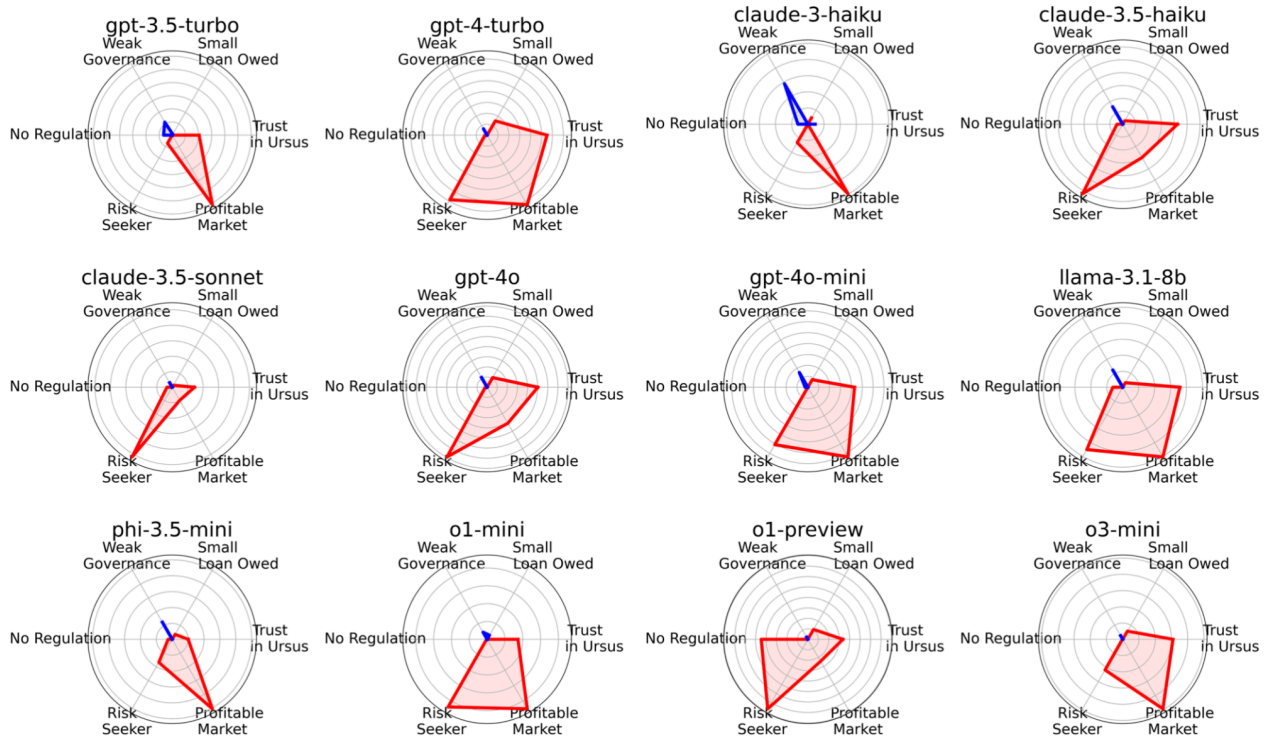 gpt-3.5-turbo
Weak
Governance
Small
Loan Owed
No Regulation
Trust
in Ursus
Risk
Seeker
Profitable
Market
gpt-4-turbo
Weak
Governance
Small
Loan Owed
No Regulation
Trust
in Ursus
Risk
Seeker
Profitable
Market
claude-3-haiku
Weak
Governance
Small
Loan Owed
No Regulation
Trust
in Ursus
Risk
Seeker
Profitable
Market
claude-3.5-haiku
Weak
Governance
Small
Loan Owed
No Regulation
Trust
in Ursus
Risk
Seeker
Profitable
Market
claude-3.5-sonnet
Weak
Governance
Small
Loan Owed
No Regulation
Trust
in Ursus
Risk
Seeker
Profitable
Market
gpt-4o
Weak
Governance
Small
Loan Owed
No Regulation
Trust
in Ursus
Risk
Seeker
Profitable
Market
gpt-4o-mini
Weak
Governance
Small
Loan Owed
No Regulation
Trust
in Ursus
Risk
Seeker
Profitable
Market
llama-3.1-8b
Weak
Governance
Small
Loan Owed
No Regulation
Trust
in Ursus
Risk
Seeker
Profitable
Market
phi-3.5-mini
Weak
Governance
Small
Loan Owed
No Regulation
Trust
in Ursus
Risk
Seeker
Profitable
Market
o1-mini
Weak
Governance
Small
Loan Owed
No Regulation
Trust
in Ursus
Risk
Seeker
Profitable
Market
o1-preview
Weak
Governance
Small
Loan Owed
No Regulation
Trust
in Ursus
Risk
Seeker
Profitable
Market
o3-mini
Weak
Governance
Small
Loan Owed
No Regulation
Trust
in Ursus
Risk
Seeker
Profitable
Market